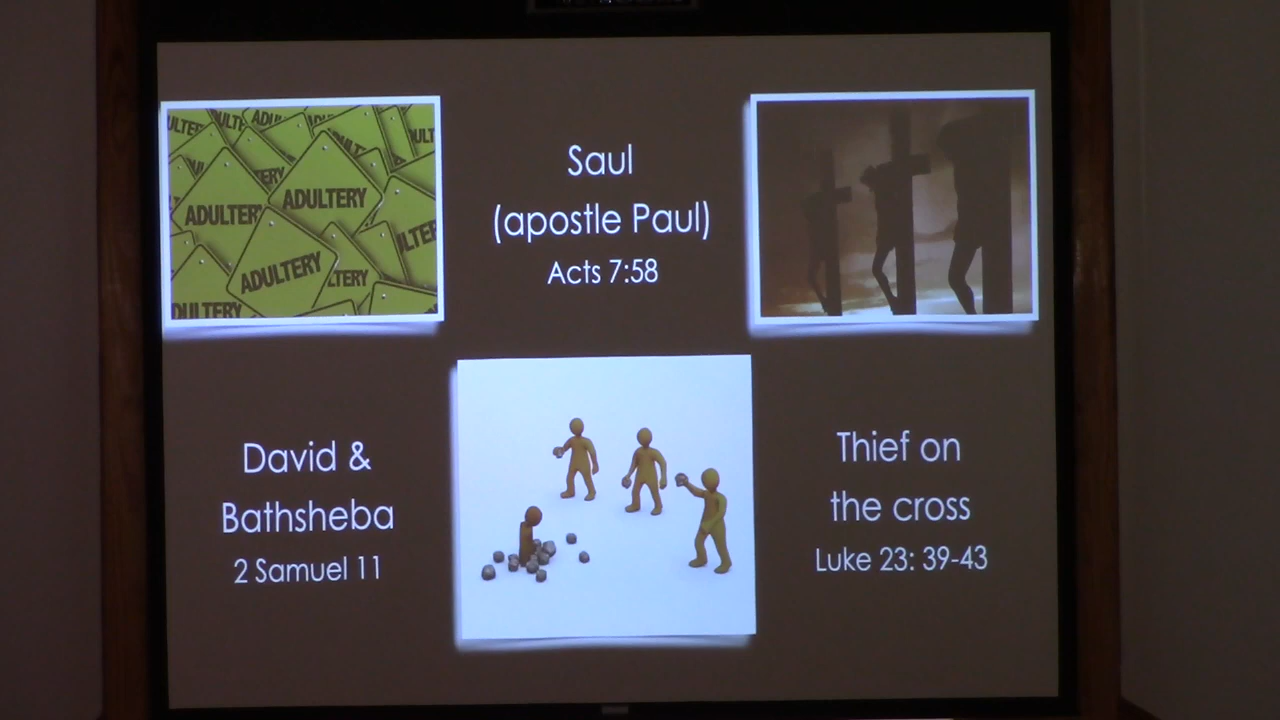 ADULTERY
ADULTERY
ADULTERY
Saul
(apostle Paul)
Acts 7:58
David &
Bathsheba
2 Samuel 11
Thief on
the cross
Luke 23: 39-43